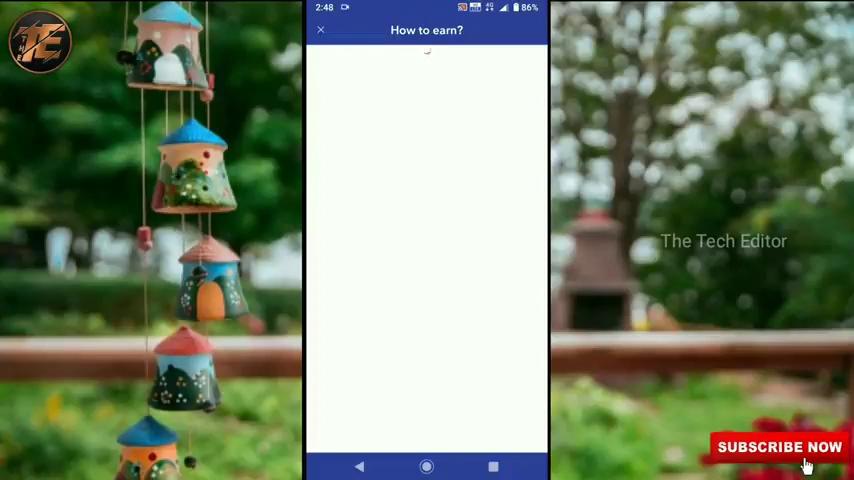 2:48
86%
How to earn?
The Tech Editor
SUBSCRIBE NOW